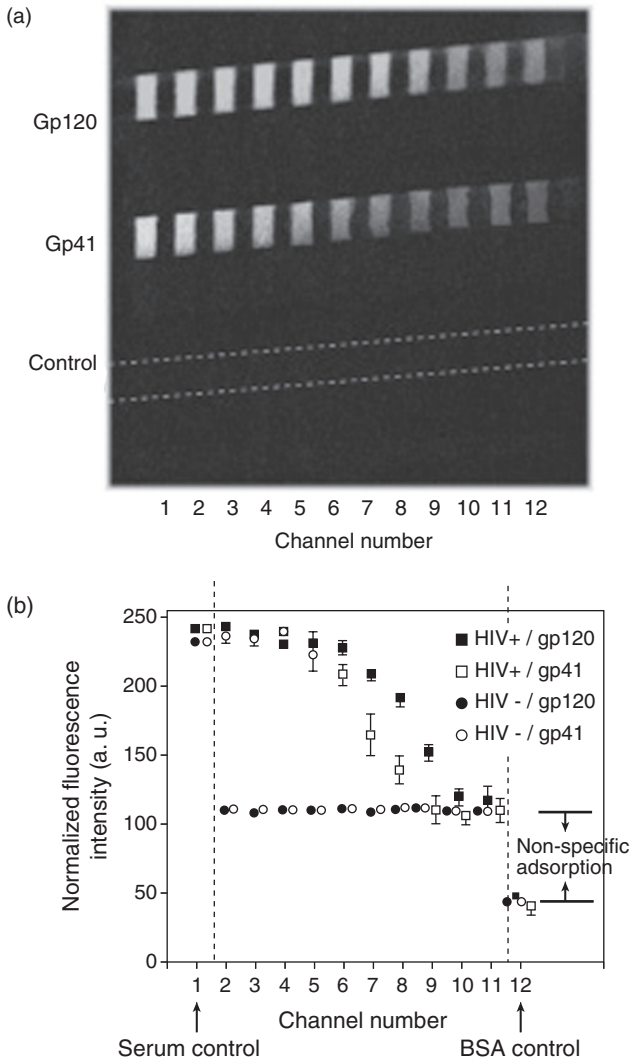 (a)
Gp120
Gp41
Control
1 2 3 4 5 6 7 8 9 10 11 12
Channel number
(b)
250
200
150
100
50
0
Normalized fluorescence
intensity (a. u.)
HIV+ / gp120
HIV+ / gp41
HIV - / gp120
HIV - / gp41
Non-specific
adsorption
1 2 3 4 5 6 7 8 9 10 11 12
Channel number
Serum control
BSA control